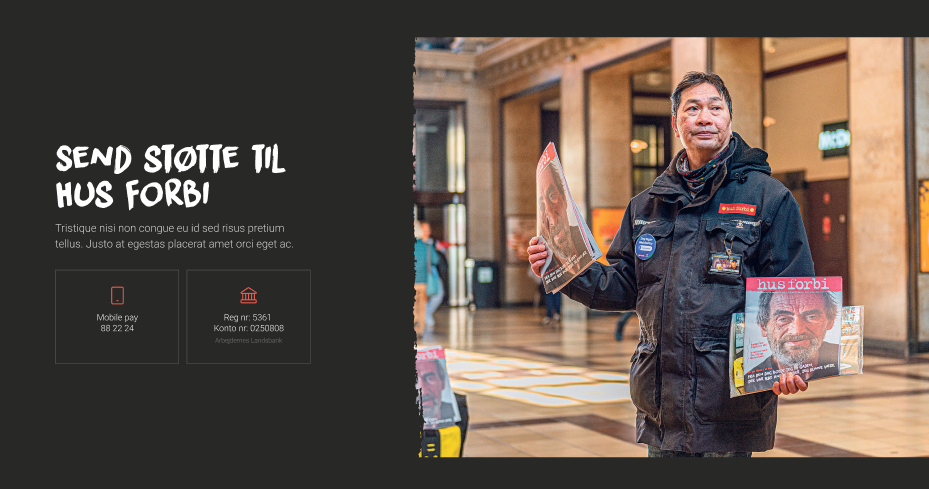 SEND STØTTE TIL
HUS FORBI
Tristique nisi non congue eu id sed risus pretium
tellus. Justo at egestas placerat amet orci eget ac.
Mobile pay
88 22 24
Reg nr: 5361
Konto nr: 0250808
Arbejdernes Landsbank
hus forbi
hus forbi